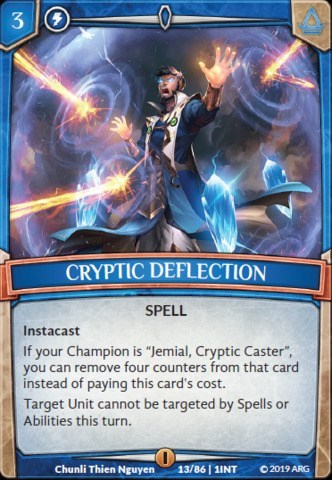 3
CRYPTIC DEFLECTION
SPELL
Instacast
If your Champion is “Jemial, Cryptic Caster”,
you can remove four counters from that card
instead of paying this card's cost.
Target Unit cannot be targeted by Spells or
Abilities this turn.
I
Chunli Thien Nguyen 13/86 | 1INT © 2019 ARG